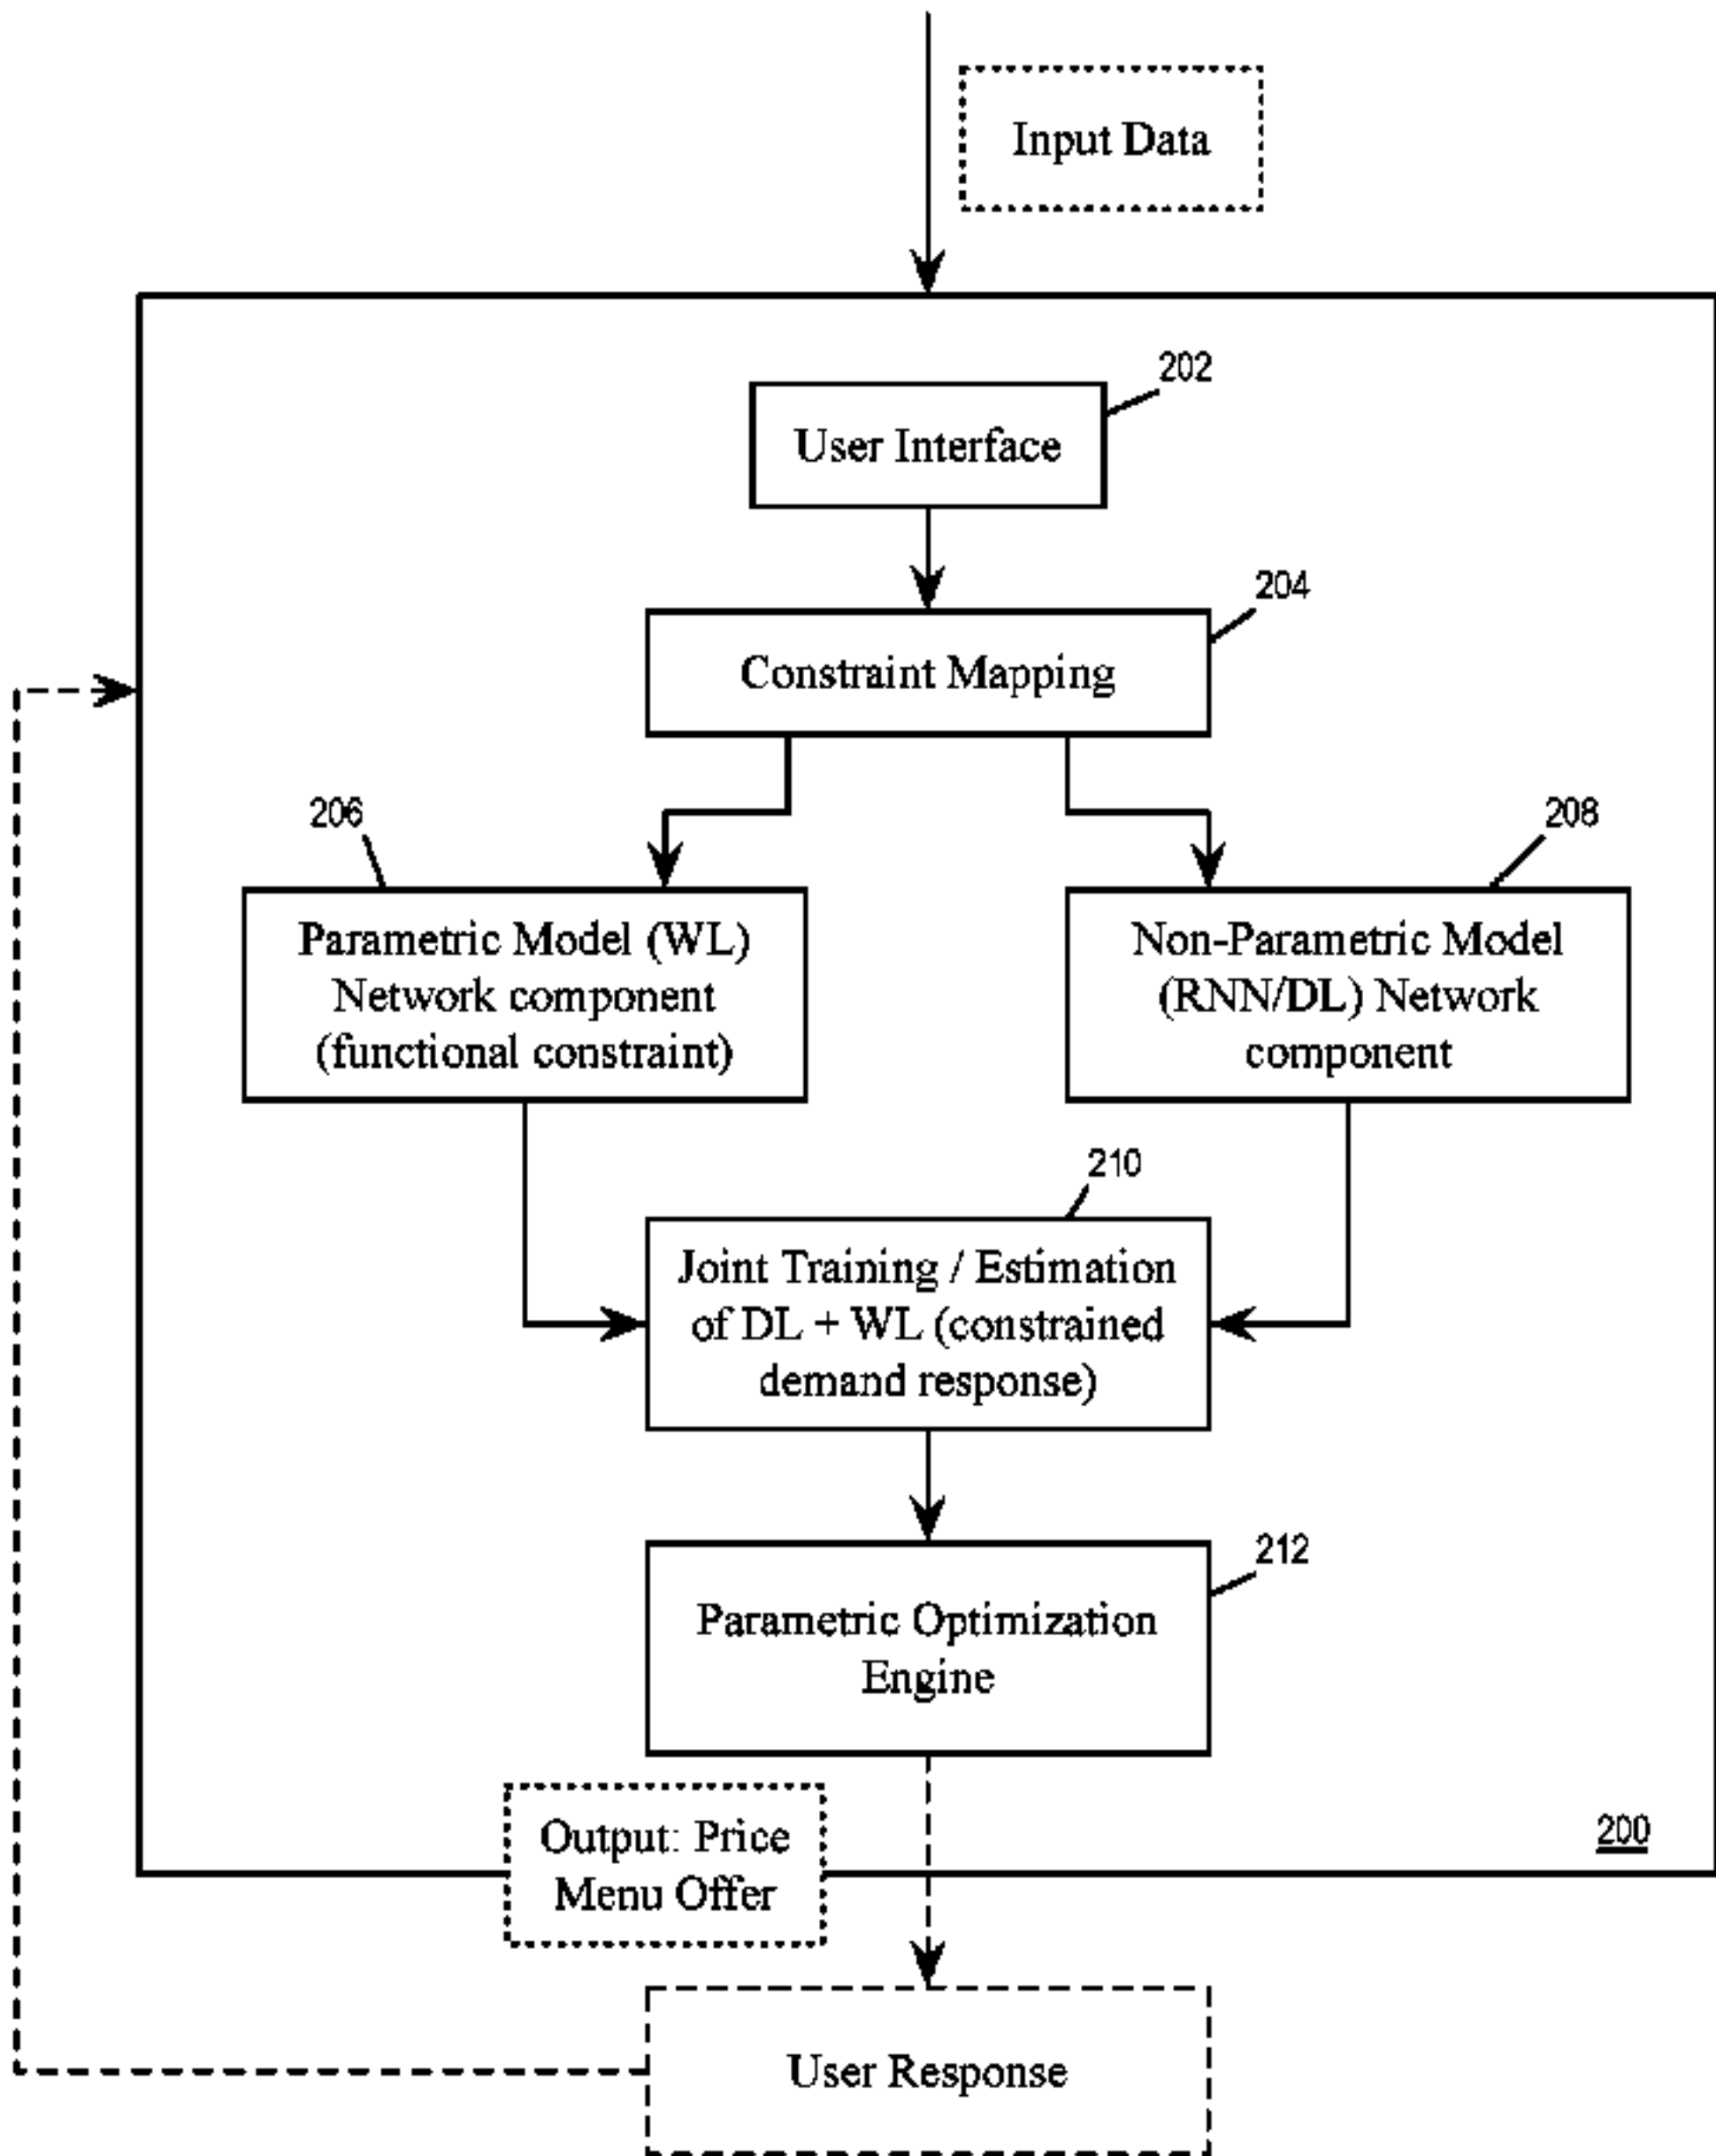 Input Data
202
User Interface
204
Constraint Mapping
206
208
Parametric Model (WL)
Network component
(functional constraint)
Non-Parametric Model
(RNN/DL) Network
component
210
Joint Training / Estimation
of DL + WL (constrained
demand response)
212
Parametric Optimization
Engine
Output: Price
Menu Offer
200
User Response